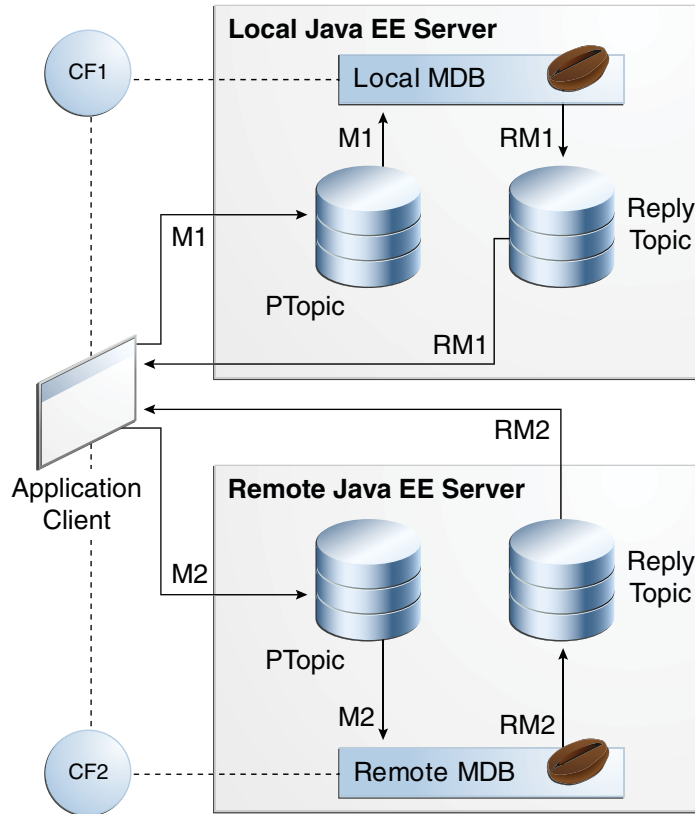 Local Java EE Server
CF1
Local MDB
M1
RM1
M1
Reply
Topic
PTopic
RM1
RM2
Application
Client
Remote Java EE Server
M2
Reply
Topic
PTopic
M2
RM2
CF2
Remote MDB